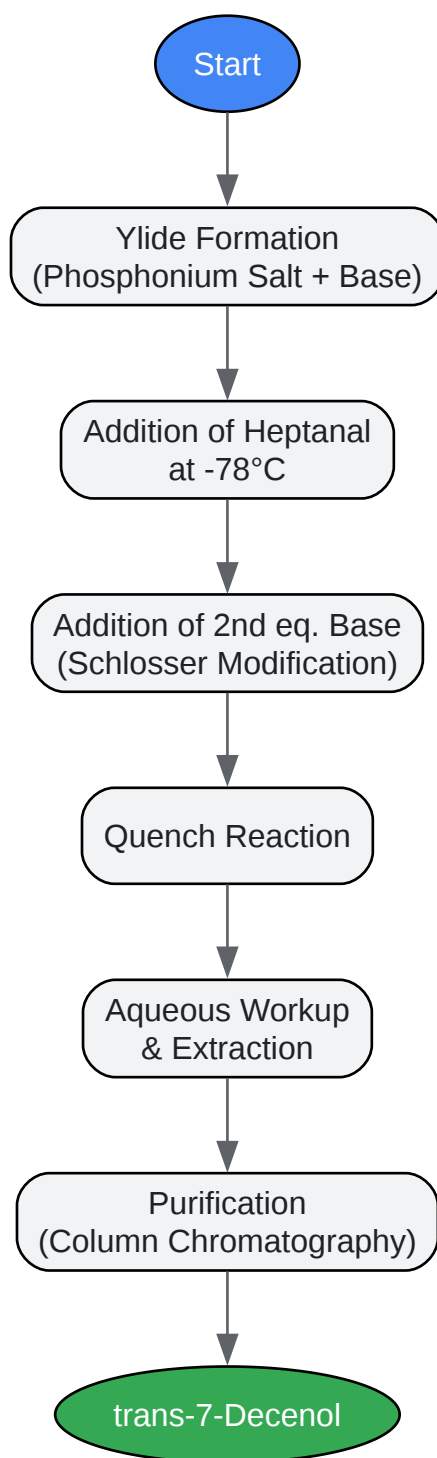 Start
Ylide Formation
(Phosphonium Salt + Base)
Addition of Heptanal
at -78°C
Addition of 2nd eq. Base
(Schlosser Modification)
Quench Reaction
Aqueous Workup
& Extraction
Purification
(Column Chromatography)
trans-7-Decenol